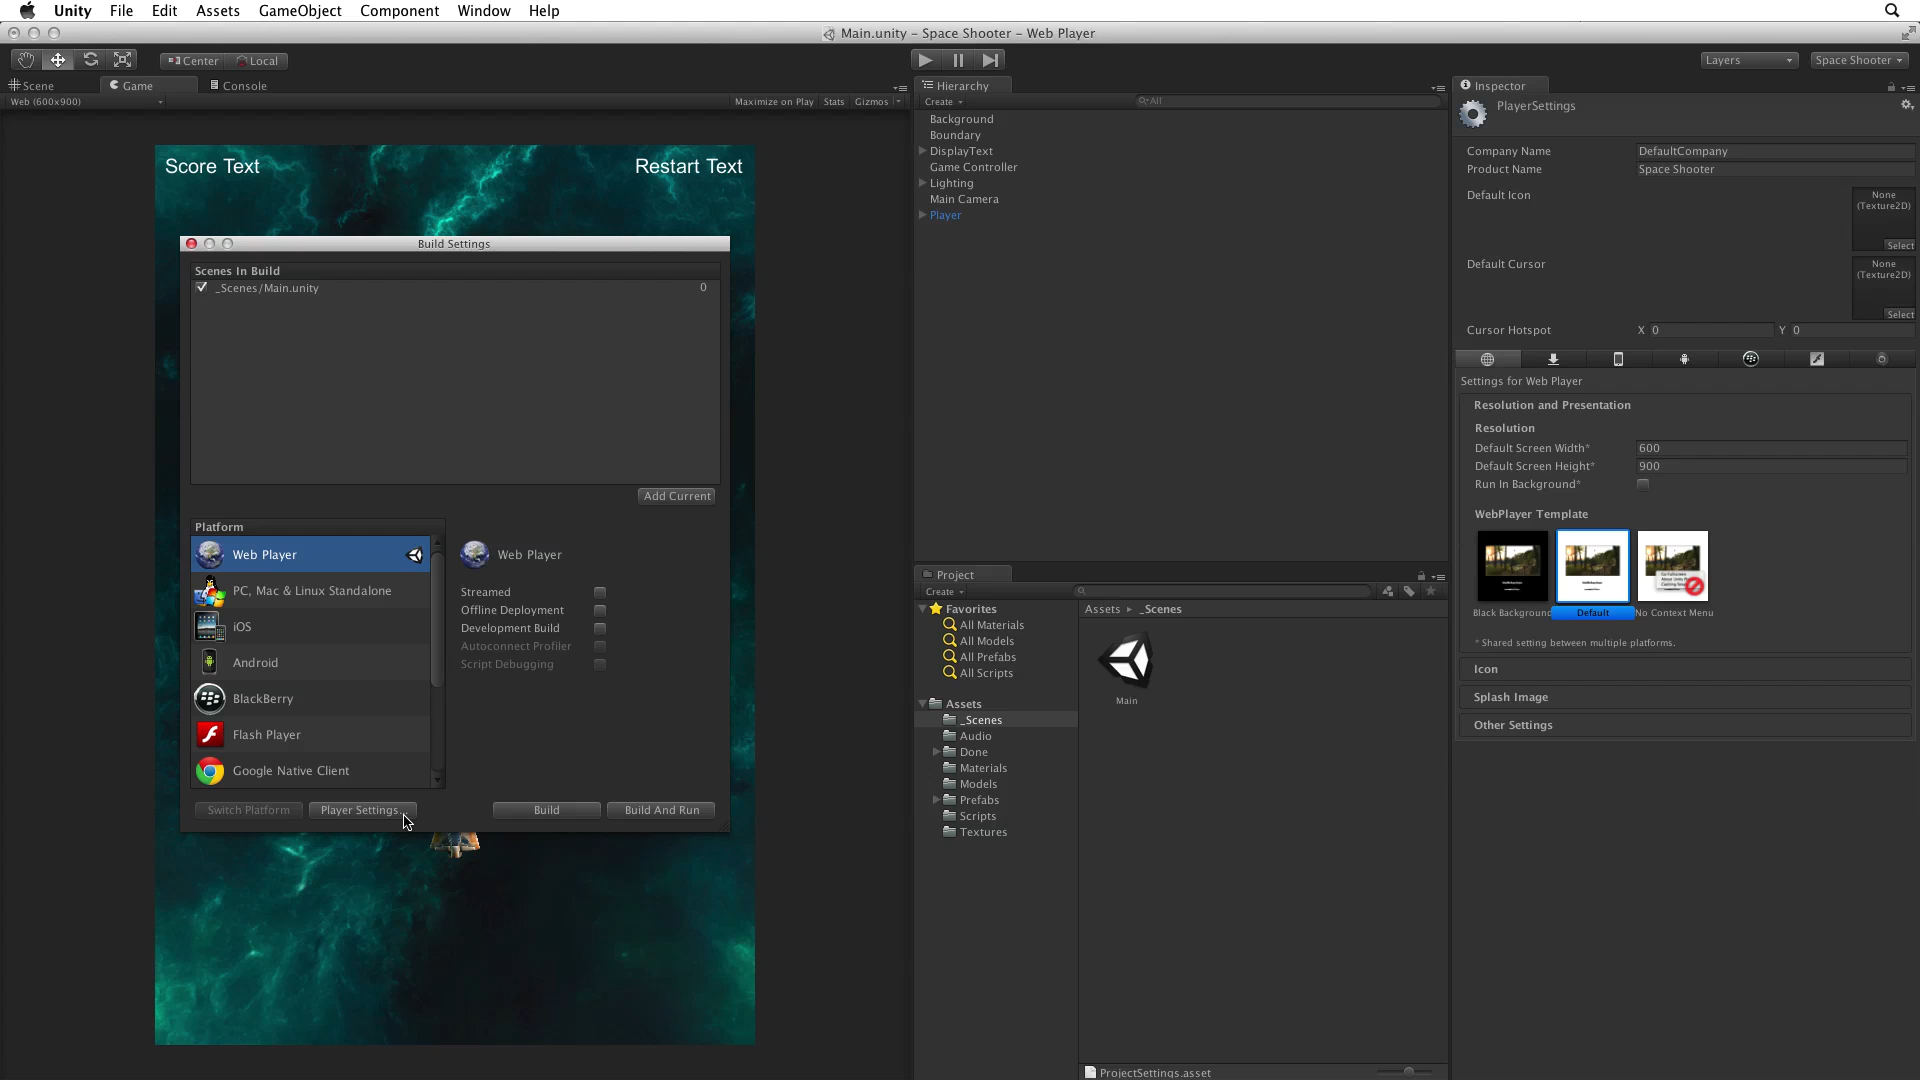 Unity File Edit Assets GameObject Component Window Help
Main.unity – Space Shooter – Web Player
Center Local
Layers Space Shooter
Scene Game Console
Web (600x900) Maximize on Play Stats Gizmos
Score Text Restart Text
Build Settings
Scenes In Build
_Scenes/Main.unity 0
Add Current
Platform
Web Player
PC, Mac & Linux Standalone
iOS
Android
BlackBerry
Flash Player
Google Native Client
Web Player
Streamed
Offline Deployment
Development Build
Autoconnect Profiler
Script Debugging
Switch Platform Player Settings... Build Build And Run
Hierarchy
Create All
Background
Boundary
DisplayText
Game Controller
Lighting
Main Camera
Player
Project
Create
Favorites
All Materials
All Models
All Prefabs
All Scripts
Assets
_Scenes
Audio
Done
Materials
Models
Prefabs
Scripts
Textures
Assets ▸ _Scenes
Main
ProjectSettings.asset
Inspector
PlayerSettings
Company Name DefaultCompany
Product Name Space Shooter
Default Icon
None
(Texture2D)
Select
Default Cursor
None
(Texture2D)
Select
Cursor Hotspot X 0 Y 0
Settings for Web Player
Resolution and Presentation
Resolution
Default Screen Width* 600
Default Screen Height* 900
Run In Background*
WebPlayer Template
Black Background Default No Context Menu
* Shared setting between multiple platforms.
Icon
Splash Image
Other Settings